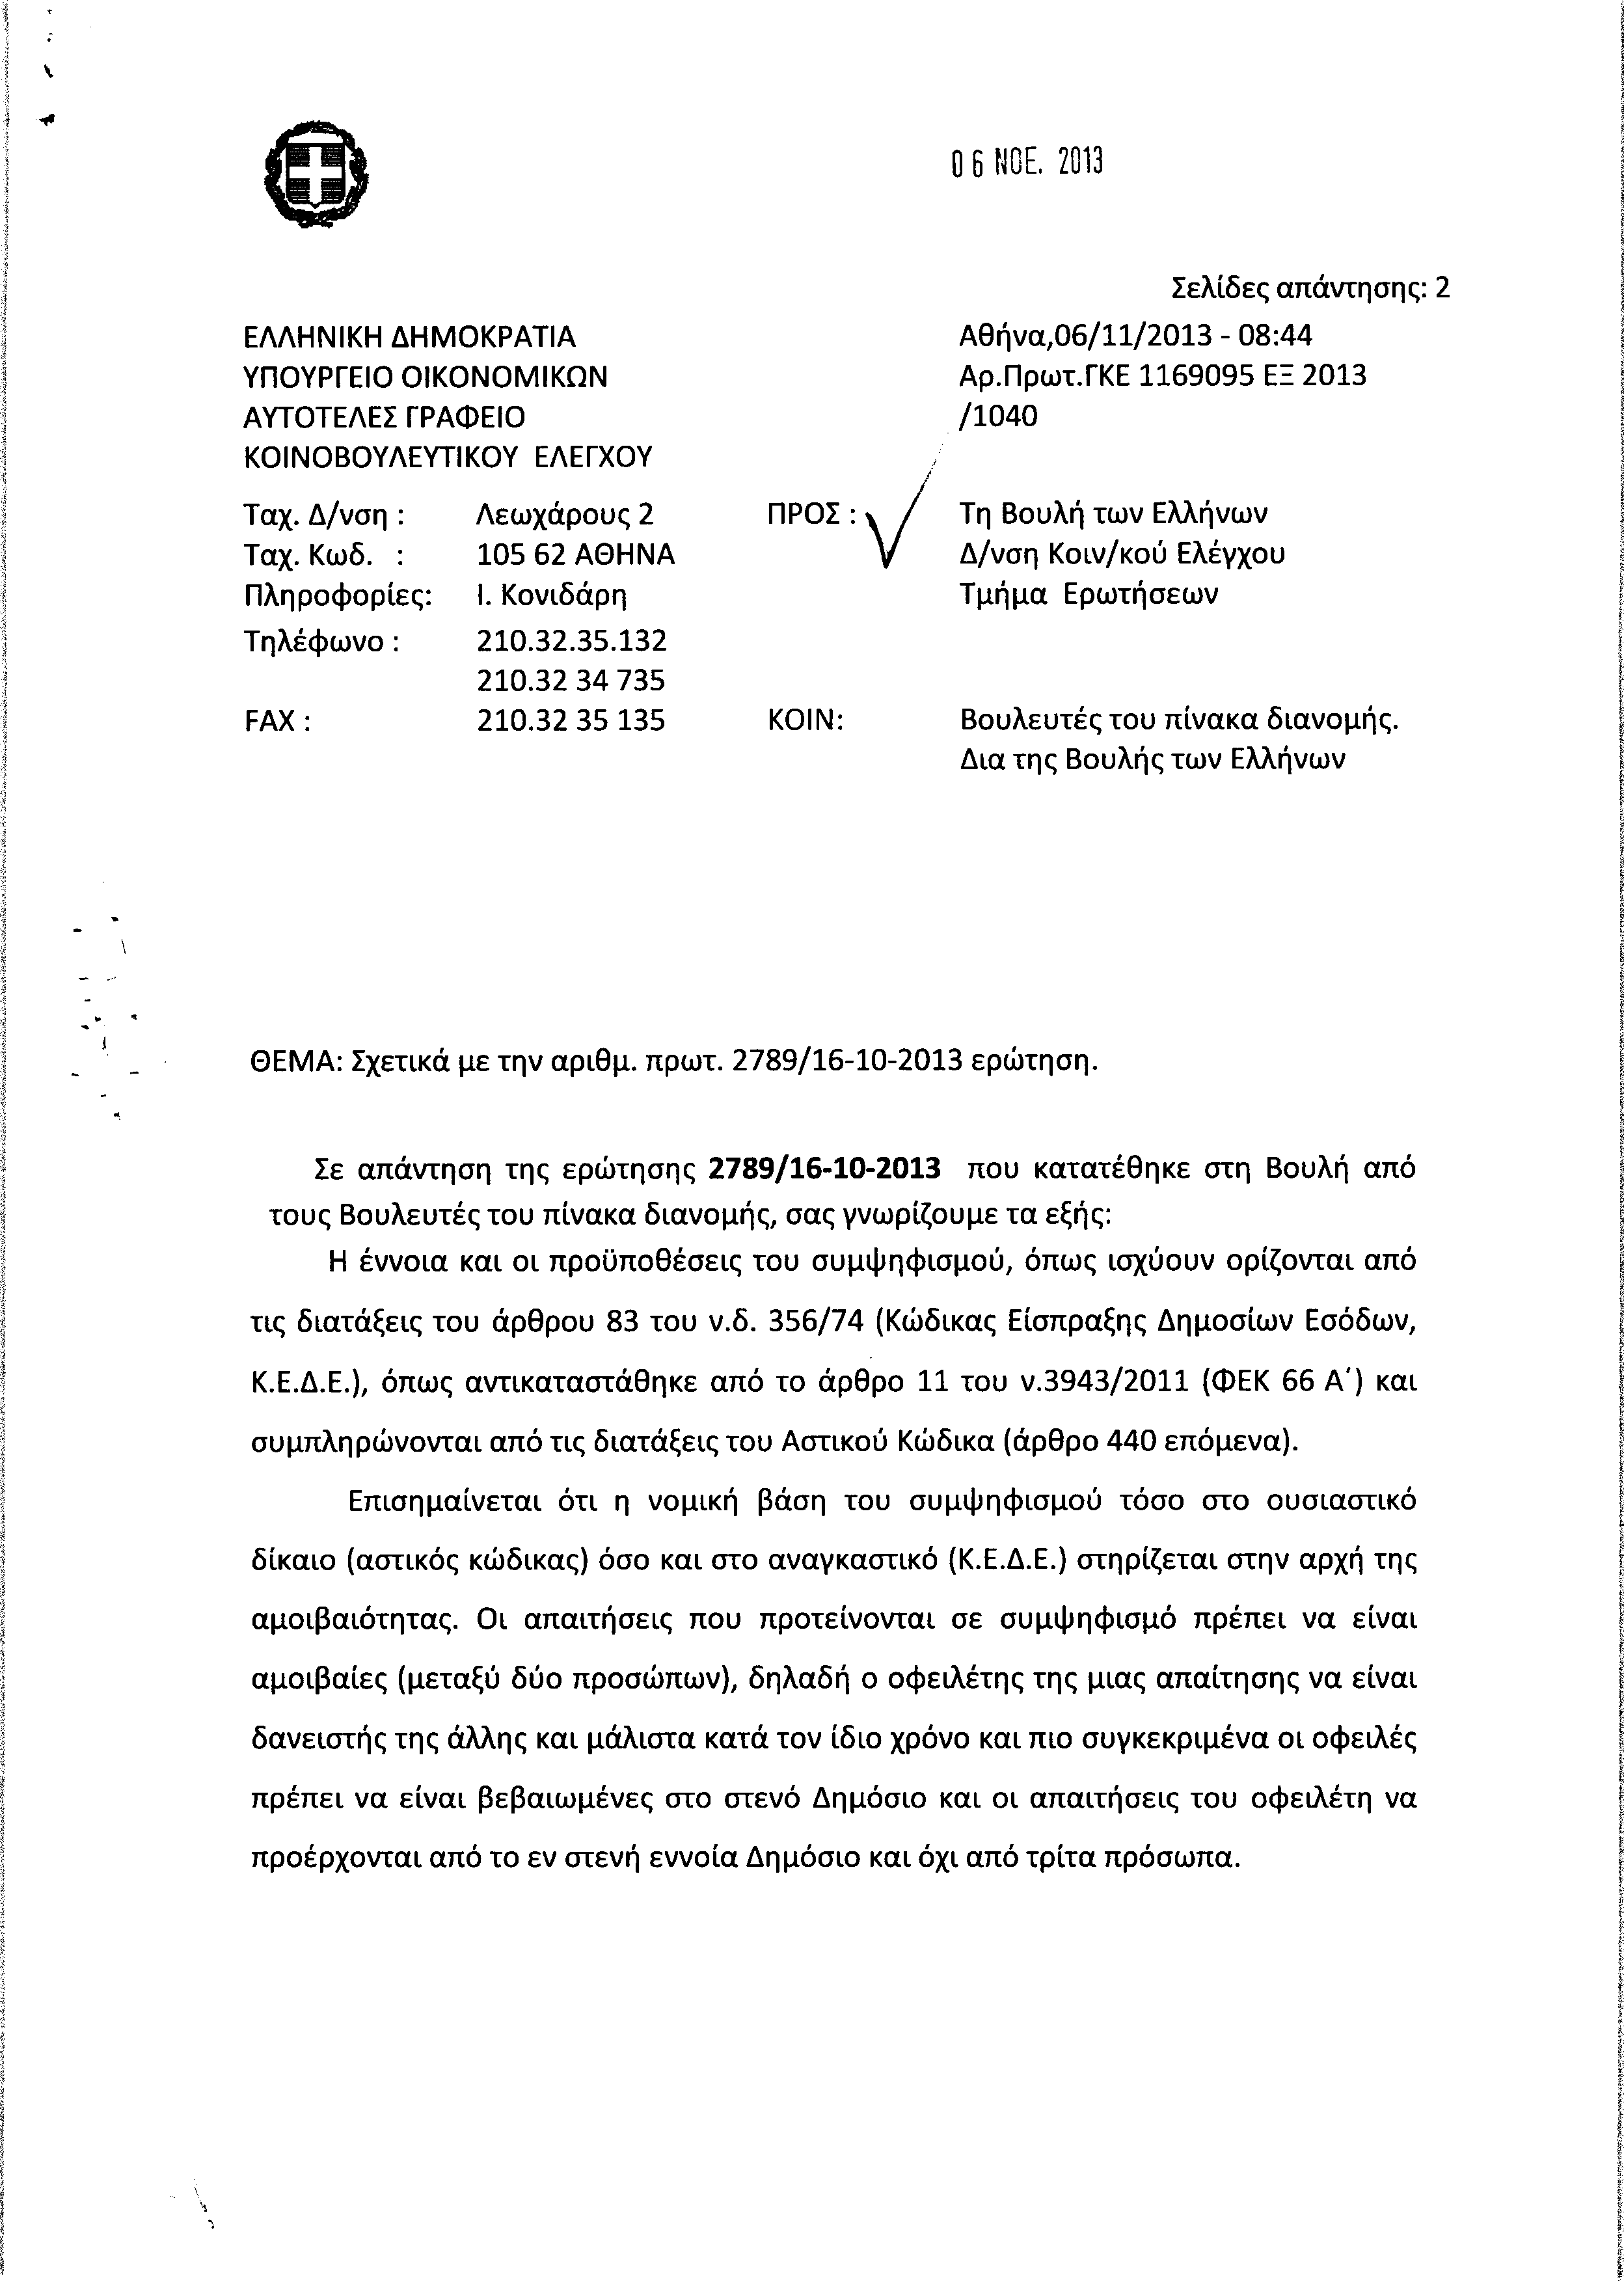 06 ΝΟΕ. 2013
Σελίδες απάντησης: 2
ΕΛΛΗΝΙΚΗ ΔΗΜΟΚΡΑΤΙΑ
ΥΠΟΥΡΓΕΙΟ ΟΙΚΟΝΟΜΙΚΩΝ
ΑΥΤΟΤΕΛΕΣ ΓΡΑΦΕΙΟ
ΚΟΙΝΟΒΟΥΛΕΥΤΙΚΟΥ ΕΛΕΓΧΟΥ
Αθήνα,06/11/2013 - 08:44
Αρ.Πρωτ.ΓΚΕ 1169095 ΕΞ 2013
/1040
Ταχ. Δ/νση : Λεωχάρους 2
Ταχ. Κωδ. : 105 62 ΑΘΗΝΑ
Πληροφορίες: Ι. Κονιδάρη
Τηλέφωνο : 210.32.35.132
210.32 34 735
FAX : 210.32 35 135
ΠΡΟΣ : Τη Βουλή των Ελλήνων
Δ/νση Κοιν/κού Ελέγχου
Τμήμα Ερωτήσεων
ΚΟΙΝ: Βουλευτές του πίνακα διανομής.
Δια της Βουλής των Ελλήνων
ΘΕΜΑ: Σχετικά με την αριθμ. πρωτ. 2789/16-10-2013 ερώτηση.
Σε απάντηση της ερώτησης 2789/16-10-2013 που κατατέθηκε στη Βουλή από
τους Βουλευτές του πίνακα διανομής, σας γνωρίζουμε τα εξής:
Η έννοια και οι προϋποθέσεις του συμψηφισμού, όπως ισχύουν ορίζονται από
τις διατάξεις του άρθρου 83 του ν.δ. 356/74 (Κώδικας Είσπραξης Δημοσίων Εσόδων,
Κ.Ε.Δ.Ε.), όπως αντικαταστάθηκε από το άρθρο 11 του ν.3943/2011 (ΦΕΚ 66 Α') και
συμπληρώνονται από τις διατάξεις του Αστικού Κώδικα (άρθρο 440 επόμενα).
Επισημαίνεται ότι η νομική βάση του συμψηφισμού τόσο στο ουσιαστικό
δίκαιο (αστικός κώδικας) όσο και στο αναγκαστικό (Κ.Ε.Δ.Ε.) στηρίζεται στην αρχή της
αμοιβαιότητας. Οι απαιτήσεις που προτείνονται σε συμψηφισμό πρέπει να είναι
αμοιβαίες (μεταξύ δύο προσώπων), δηλαδή ο οφειλέτης της μιας απαίτησης να είναι
δανειστής της άλλης και μάλιστα κατά τον ίδιο χρόνο και πιο συγκεκριμένα οι οφειλές
πρέπει να είναι βεβαιωμένες στο στενό Δημόσιο και οι απαιτήσεις του οφειλέτη να
προέρχονται από το εν στενή εννοία Δημόσιο και όχι από τρίτα πρόσωπα.